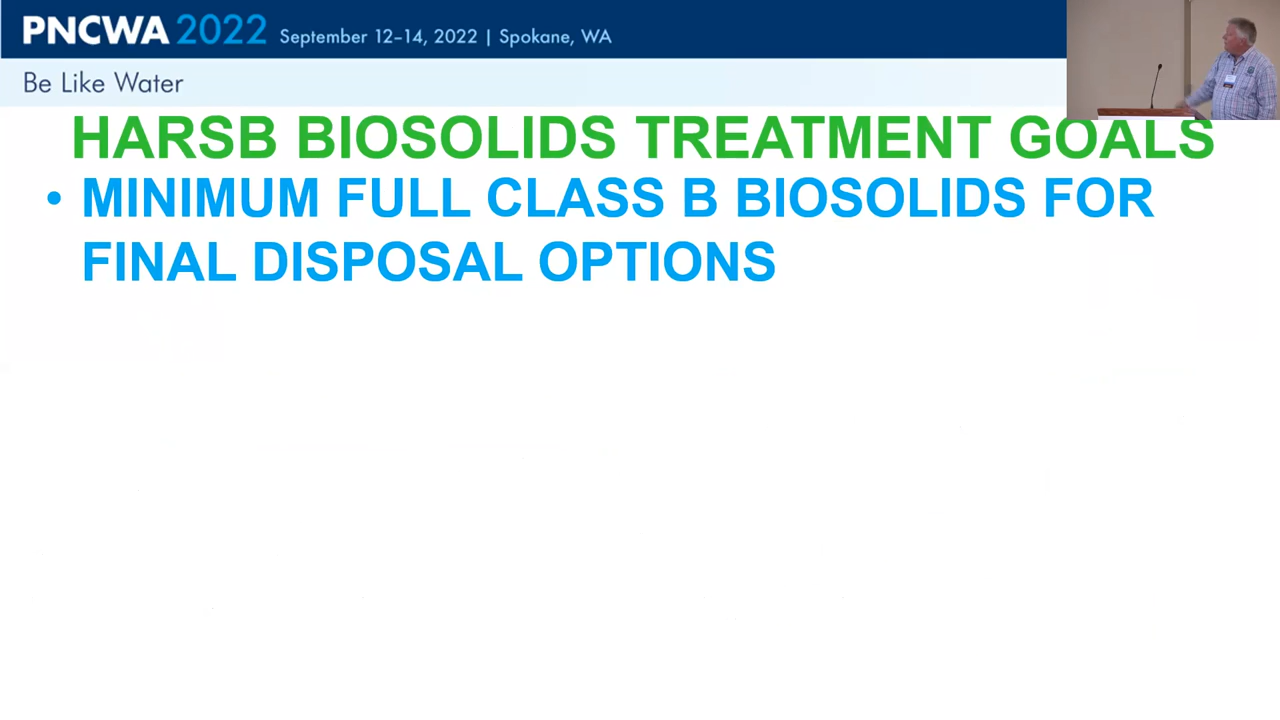 PNCWA 2022 September 12–14, 2022 | Spokane, WA
Be Like Water
HARSB BIOSOLIDS TREATMENT GOALS
• MINIMUM FULL CLASS B BIOSOLIDS FOR
FINAL DISPOSAL OPTIONS